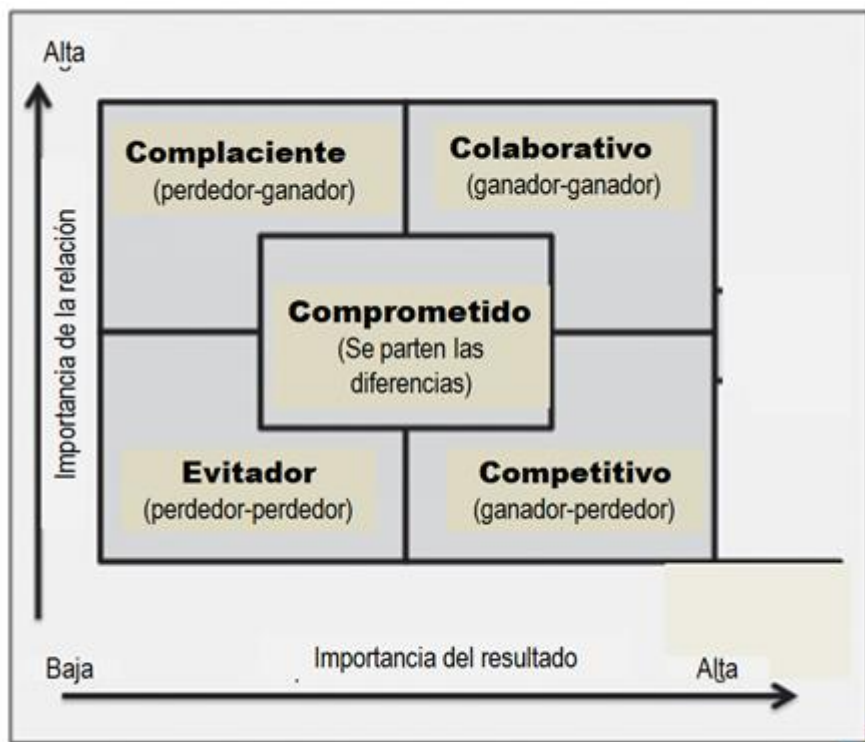 Alta
Complaciente
(perdedor-ganador)
Colaborativo
(ganador-ganador)
Importancia de la relación
Comprometido
(Se parten las
diferencias)
Evitador
(perdedor-perdedor)
Competitivo
(ganador-perdedor)
Baja
Importancia del resultado
Alta